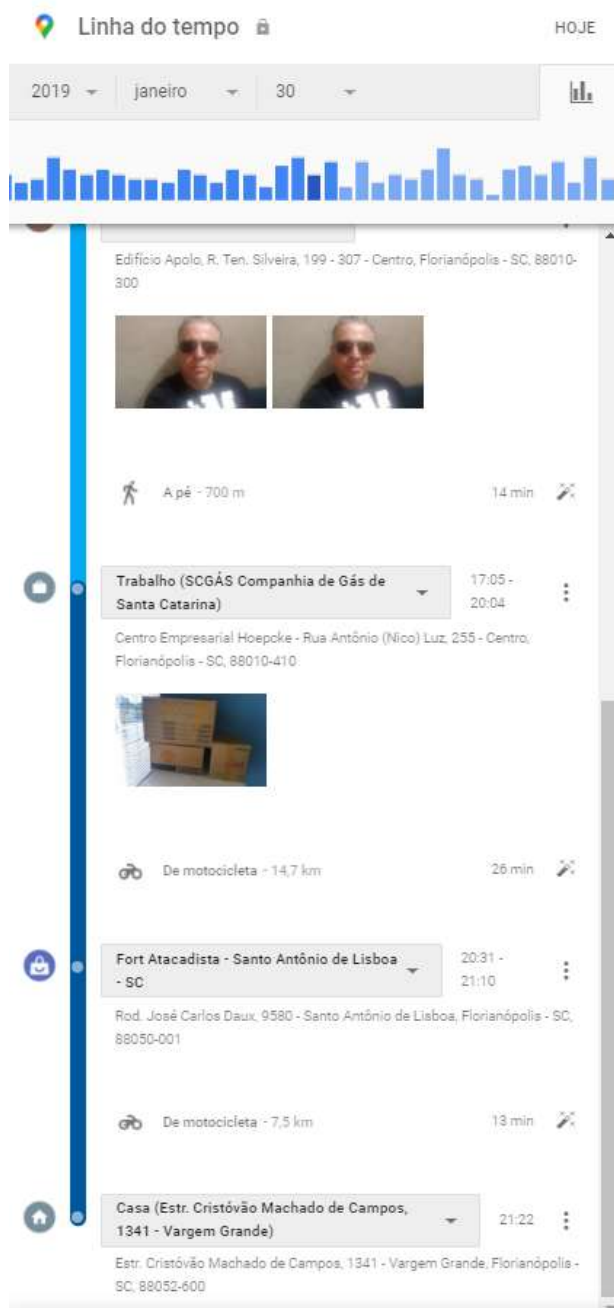 Linha do tempo
HOJE
2019
janeiro
30
Edifício Apolo, R. Ten. Silveira, 199 - 307 - Centro, Florianópolis - SC, 88010-
300
A pé - 700 m
14 min
Trabalho (SCGÁS Companhia de Gás de
Santa Catarina)
17:05 -
20:04
Centro Empresarial Hoepcke - Rua Antônio (Nico) Luz, 255 - Centro,
Florianópolis - SC, 88010-410
De motocicleta - 14,7 km
26 min
Fort Atacadista - Santo Antônio de Lisboa
- SC
20:31 -
21:10
Rod. José Carlos Daux, 9580 - Santo Antônio de Lisboa, Florianópolis - SC,
88050-001
De motocicleta - 7,5 km
13 min
Casa (Estr. Cristóvão Machado de Campos,
1341 - Vargem Grande)
21:22
Estr. Cristóvão Machado de Campos, 1341 - Vargem Grande, Florianópolis -
SC, 88052-600